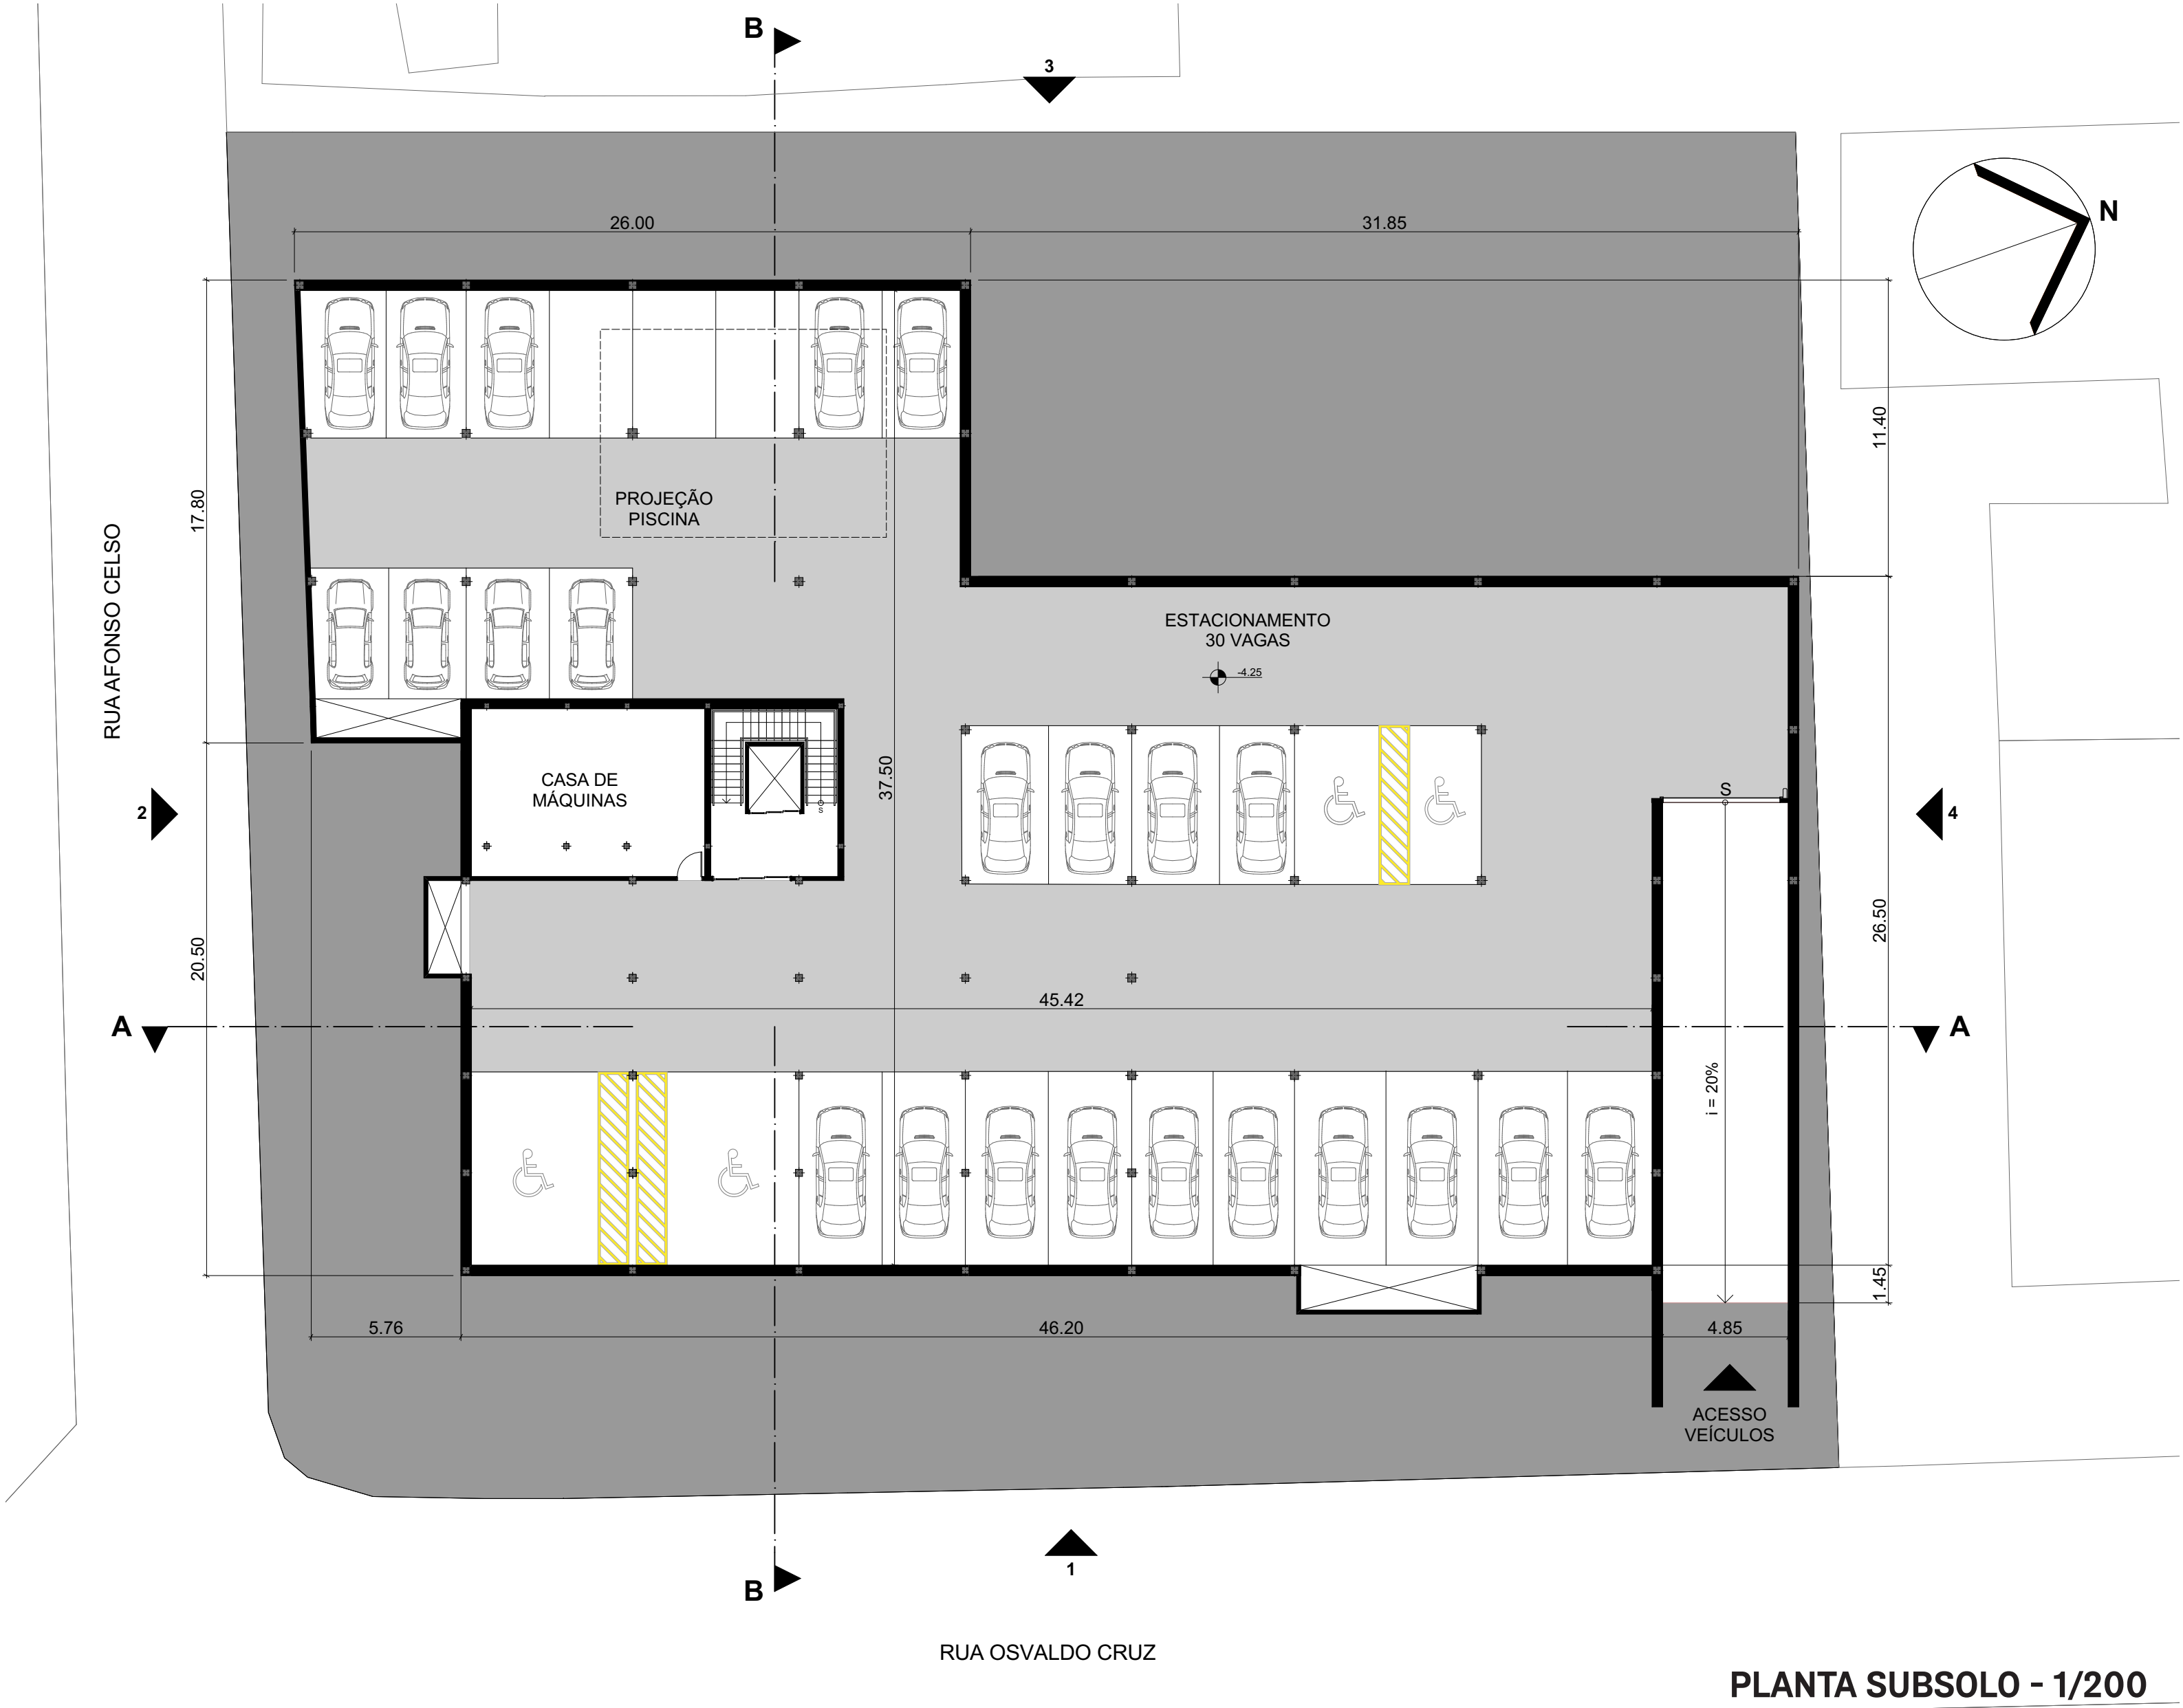 B
3
N
26.00
31.85
11.40
17.80
PROJEÇÃO
PISCINA
RUA AFONSO CELSO
ESTACIONAMENTO
30 VAGAS
-4.25
CASA DE
MÁQUINAS
S
37.50
S
2
4
20.50
26.50
45.42
A
A
i = 20%
1.45
5.76
46.20
4.85
ACESSO
VEÍCULOS
1
B
RUA OSVALDO CRUZ
PLANTA SUBSOLO - 1/200